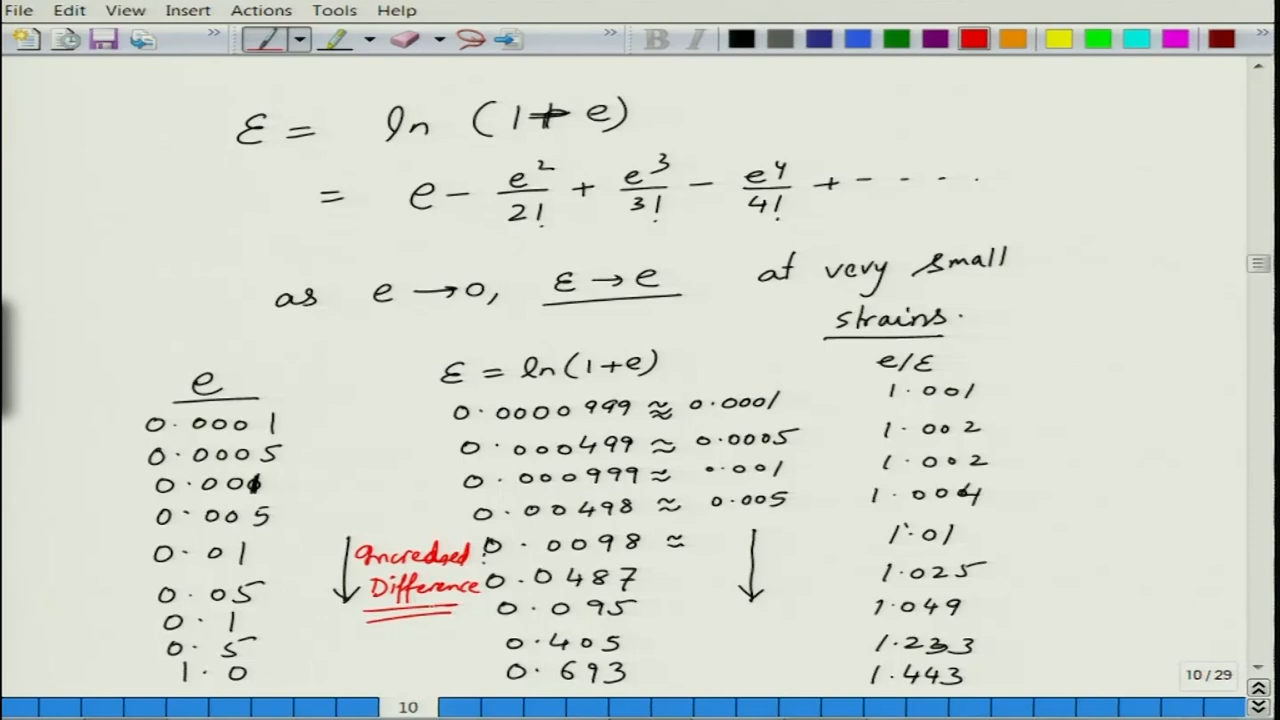 File Edit View Insert Actions Tools Help
ε = ln (1+e)
= e - e²/2! + e³/3! - e⁴/4! + - - - - .
as e → 0, ε → e at very small
strains.
e ε = ln(1+e) e/ε
0.0001 0.0000999 ≈ 0.0001 1.001
0.0005 0.000499 ≈ 0.0005 1.002
0.001 0.000999 ≈ 0.001 1.002
0.005 0.00498 ≈ 0.005 1.004
0.01 0.0098 ≈ 1.01
Increased
0.05 0.0487 1.025
Difference
0.1 0.095 1.049
0.5 0.405 1.233
1.0 0.693 1.443
10/29
10